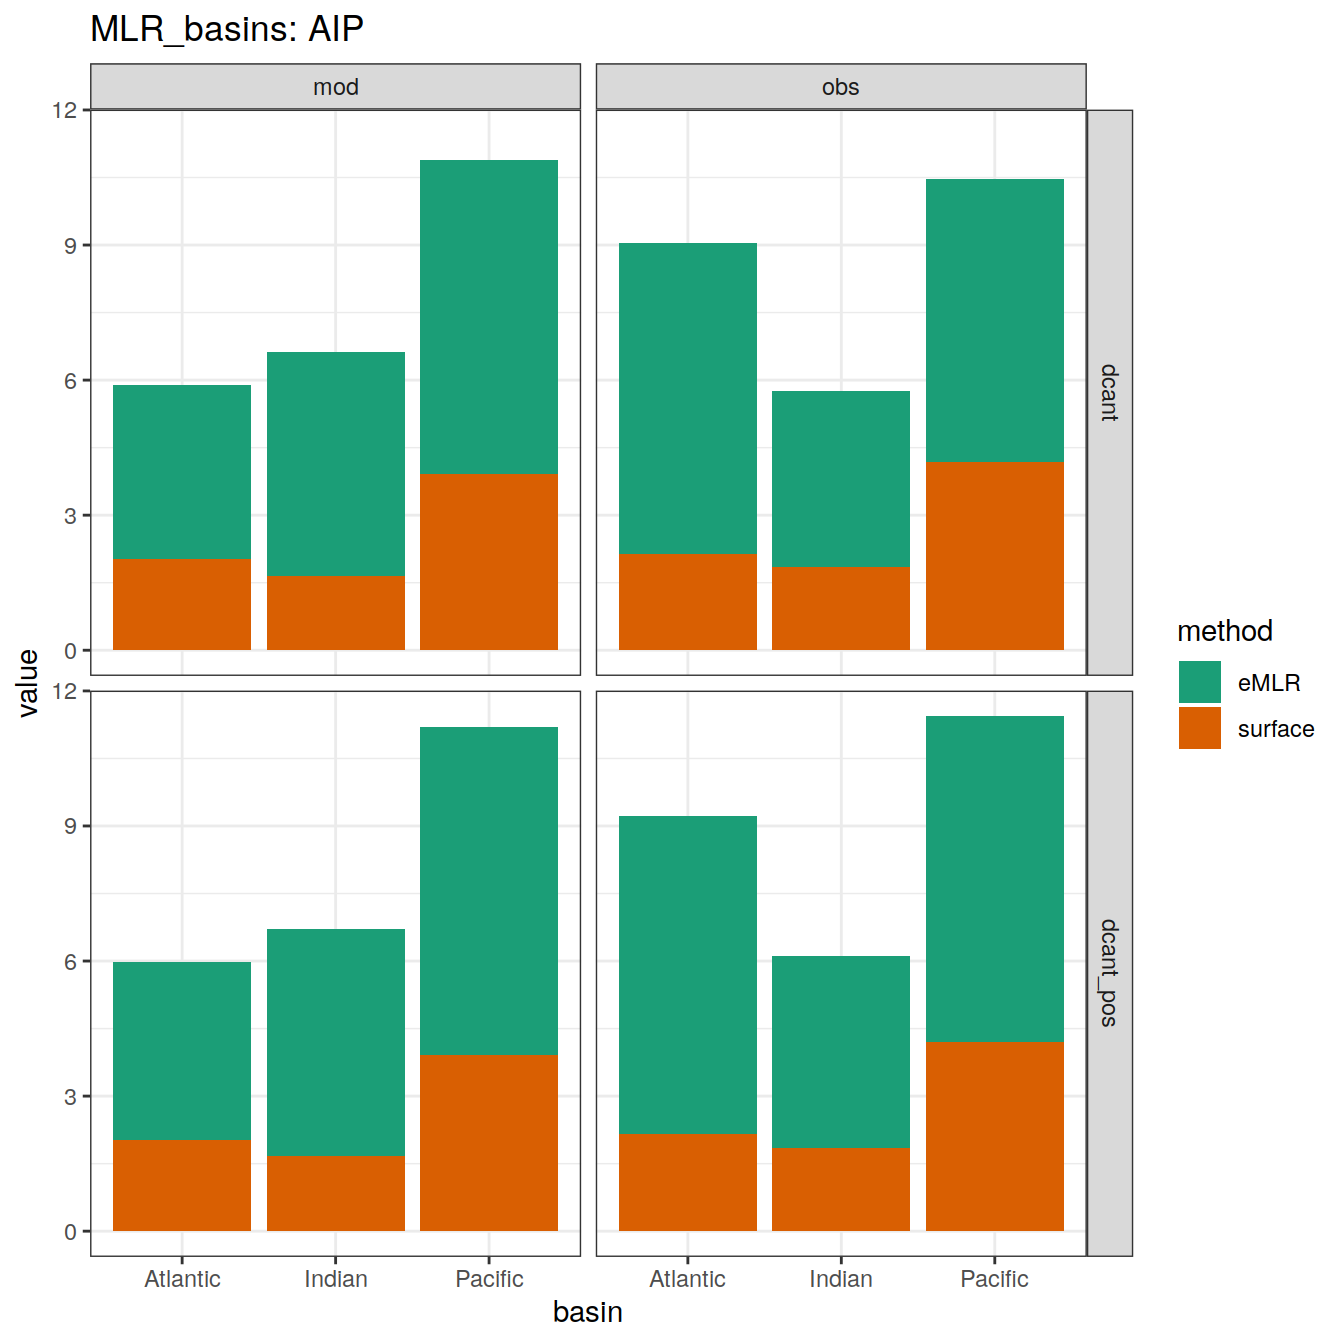 MLR_basins: AIP
mod
obs
12
9
6
3
0
dcant
12
9
6
3
0
dcant_pos
value
Atlantic
Indian
Pacific
Atlantic
Indian
Pacific
basin
method
eMLR
surface